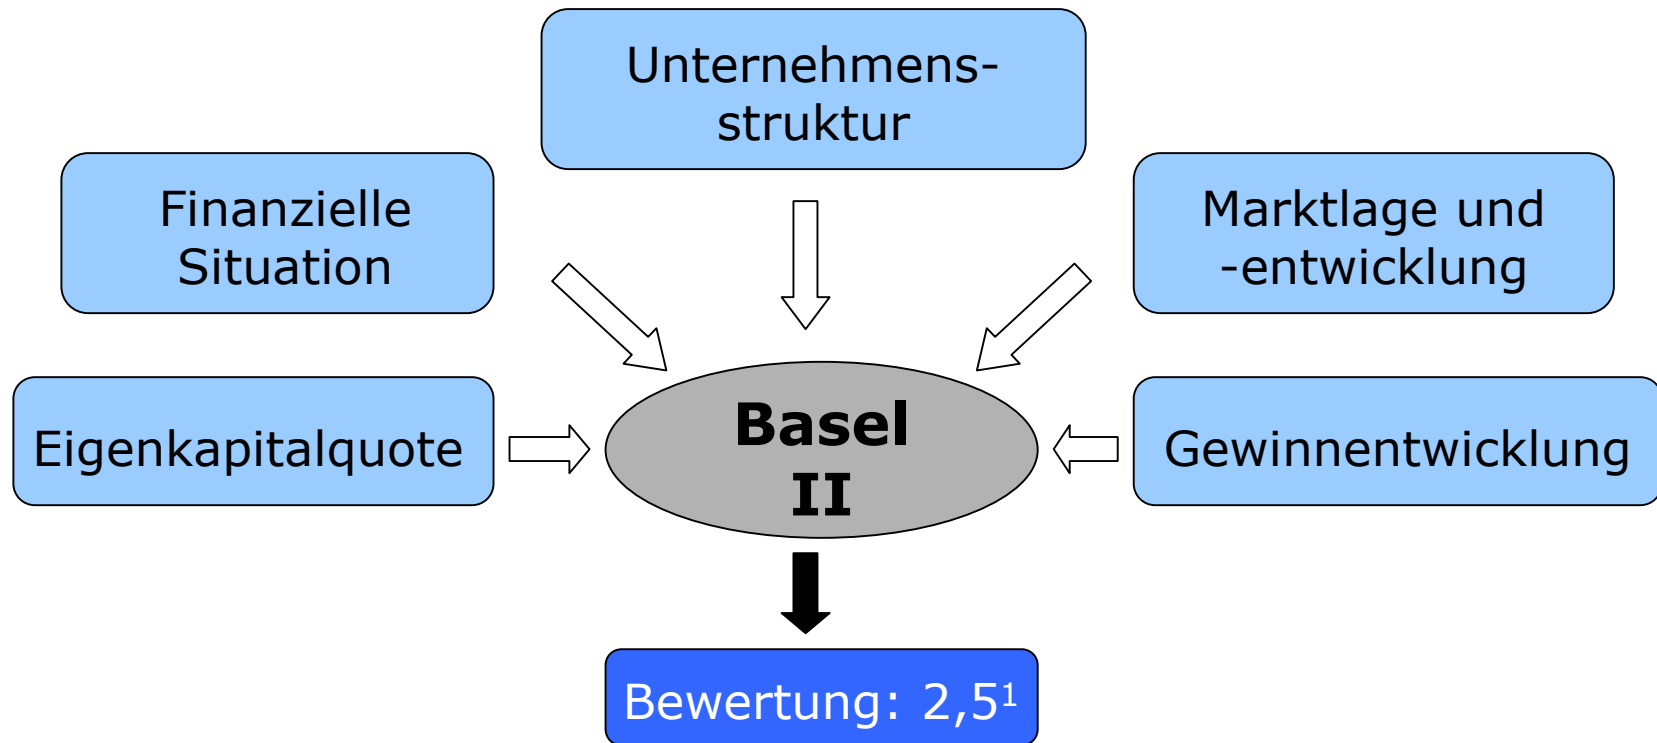 Unternehmens-
struktur
Finanzielle
Situation
Marktlage und
-entwicklung
Eigenkapitalquote
Basel
II
Gewinnentwicklung
Bewertung: 2,5¹